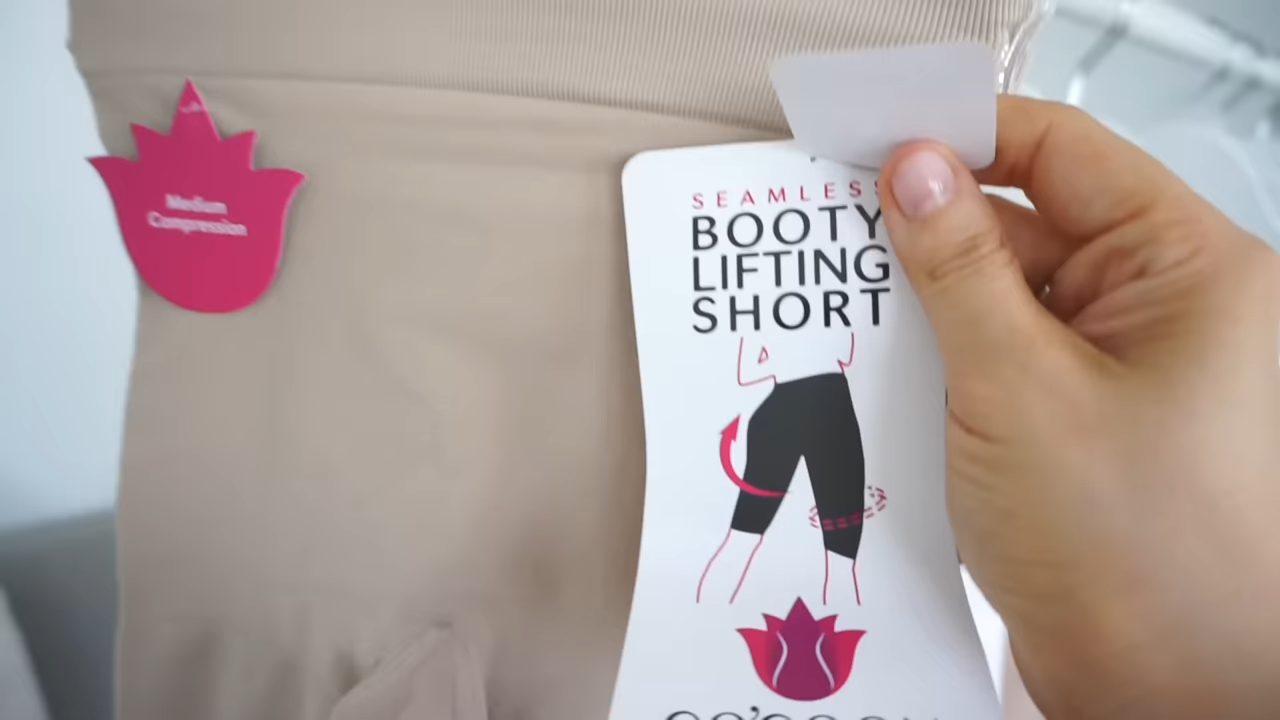 Medium
Compression
SEAMLESS
BOOTY
LIFTING
SHORT